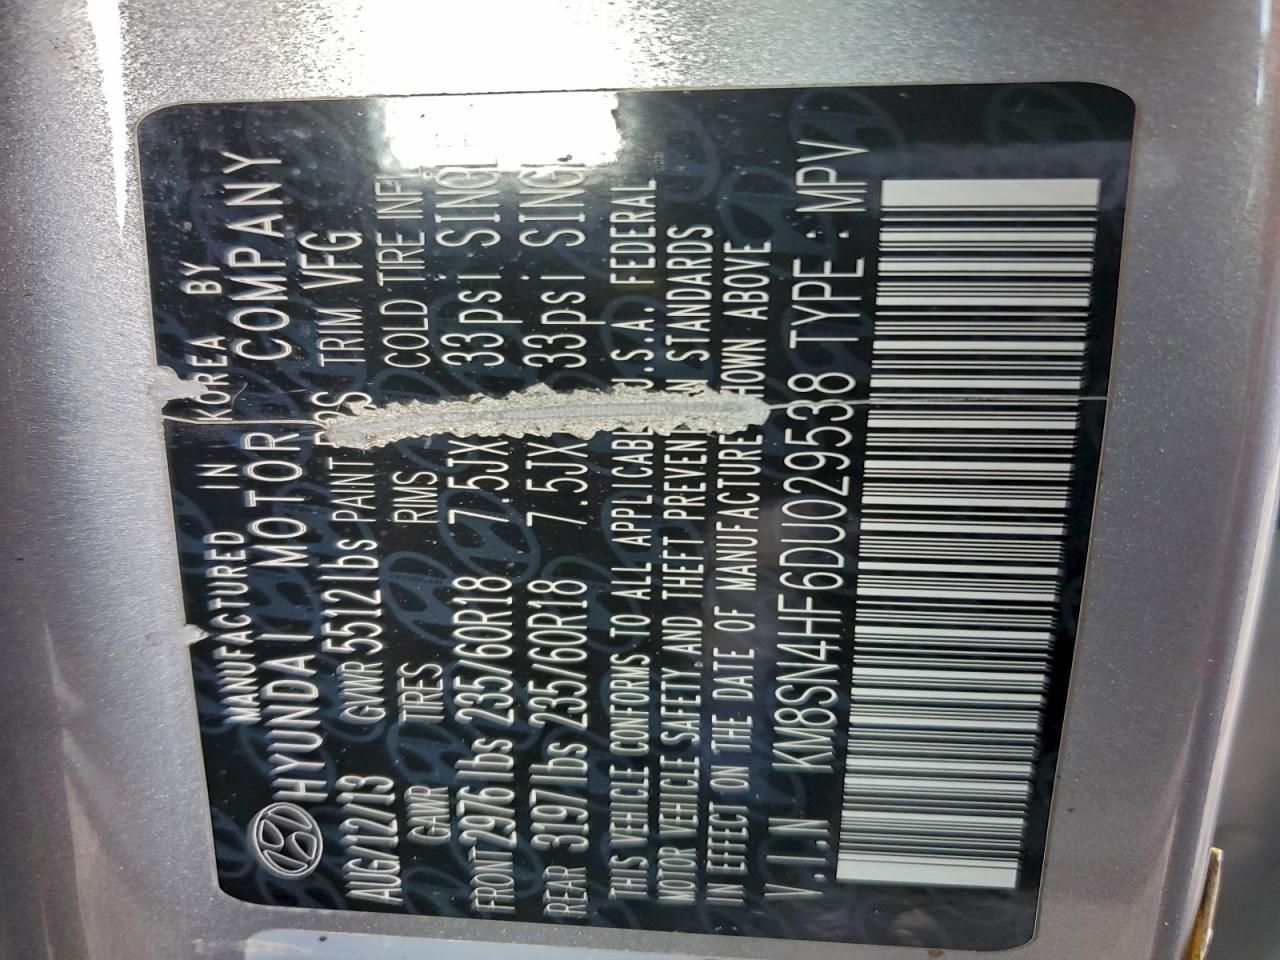 MANUFACTURED IN KOREA BY
HYUNDAI MOTOR COMPANY
AUG/12/13 GVWR 5512lbs PAINT TRIM VFG
GAWR TIRES RIMS COLD TIRE INF
FRONT 2976lbs 235/60R18 7.5JX 33psi SINGLE
REAR 3197lbs 235/60R18 7.5JX 33psi SINGL
THIS VEHICLE CONFORMS TO ALL APPLICABLE U.S.A. FEDERAL
MOTOR VEHICLE SAFETY, AND THEFT PREVENTION STANDARDS
IN EFFECT ON THE DATE OF MANUFACTURE SHOWN ABOVE
V.I.N KM8SN4HF6DU029538 TYPE : MPV